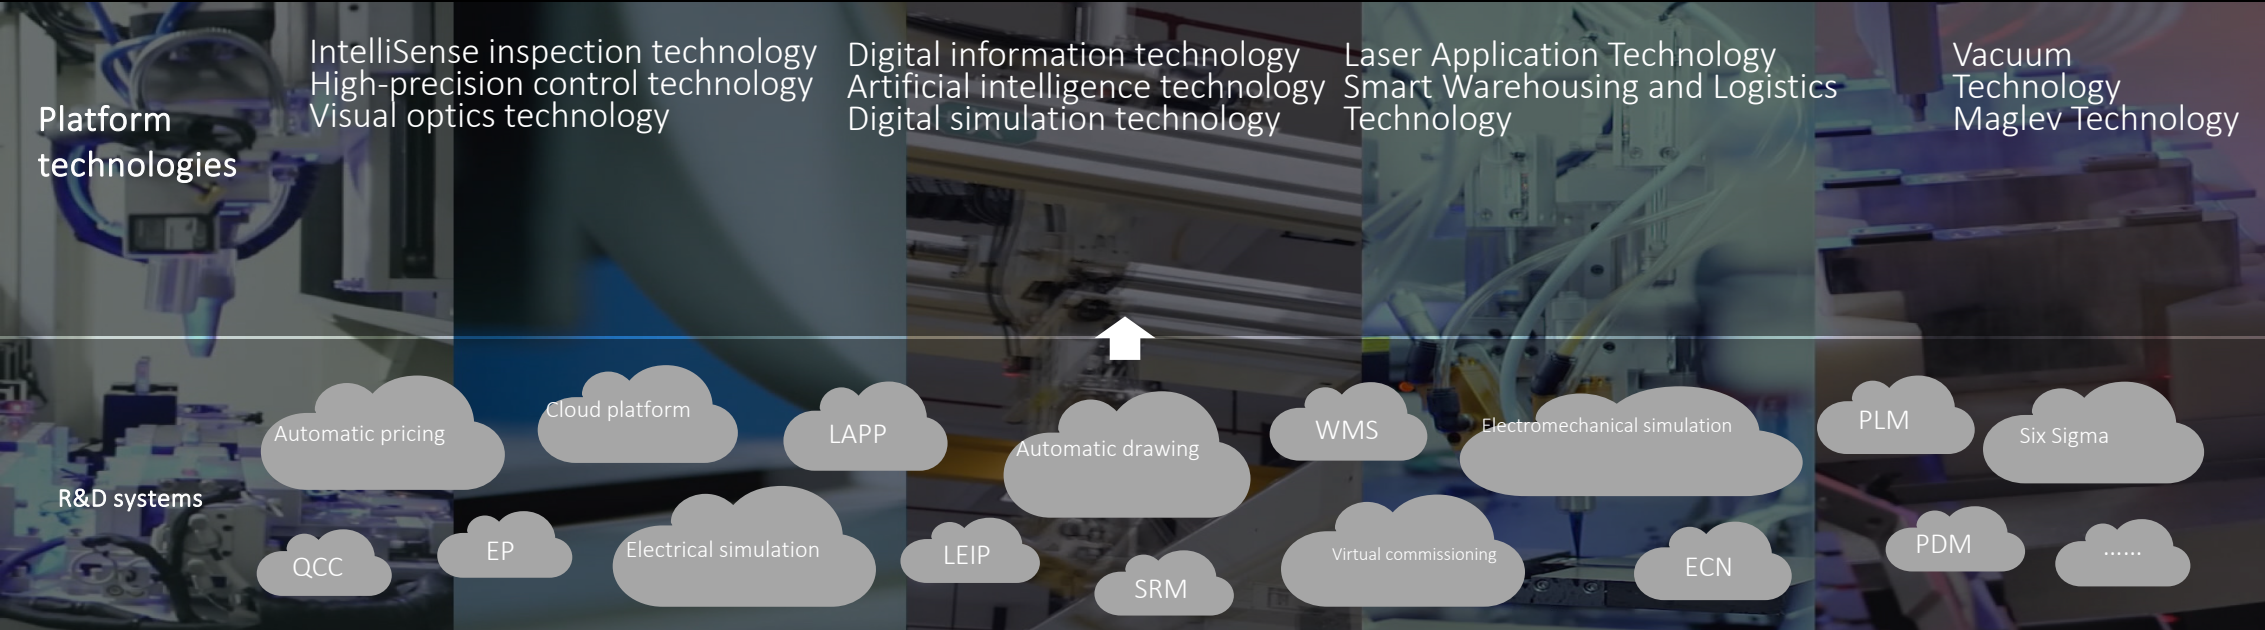 Platform
technologies
IntelliSense inspection technology
High-precision control technology
Visual optics technology
Digital information technology
Artificial intelligence technology
Digital simulation technology
Laser Application Technology
Smart Warehousing and Logistics
Technology
Vacuum
Technology
Maglev Technology
R&D systems
Automatic pricing
Cloud platform
LAPP
Automatic drawing
WMS
Electromechanical simulation
PLM
Six Sigma
QCC
EP
Electrical simulation
LEIP
SRM
Virtual commissioning
ECN
PDM
……